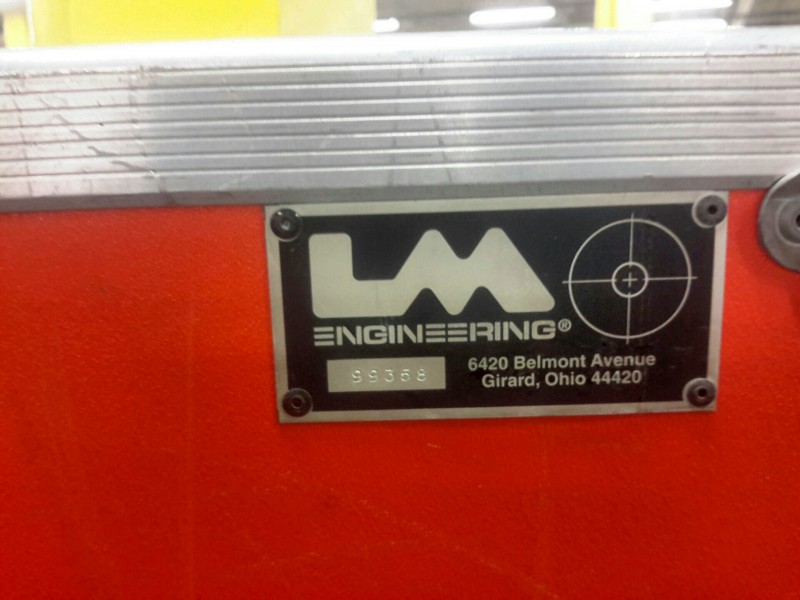 LM
ENGINEERING®
99368
6420 Belmont Avenue
Girard, Ohio 44420